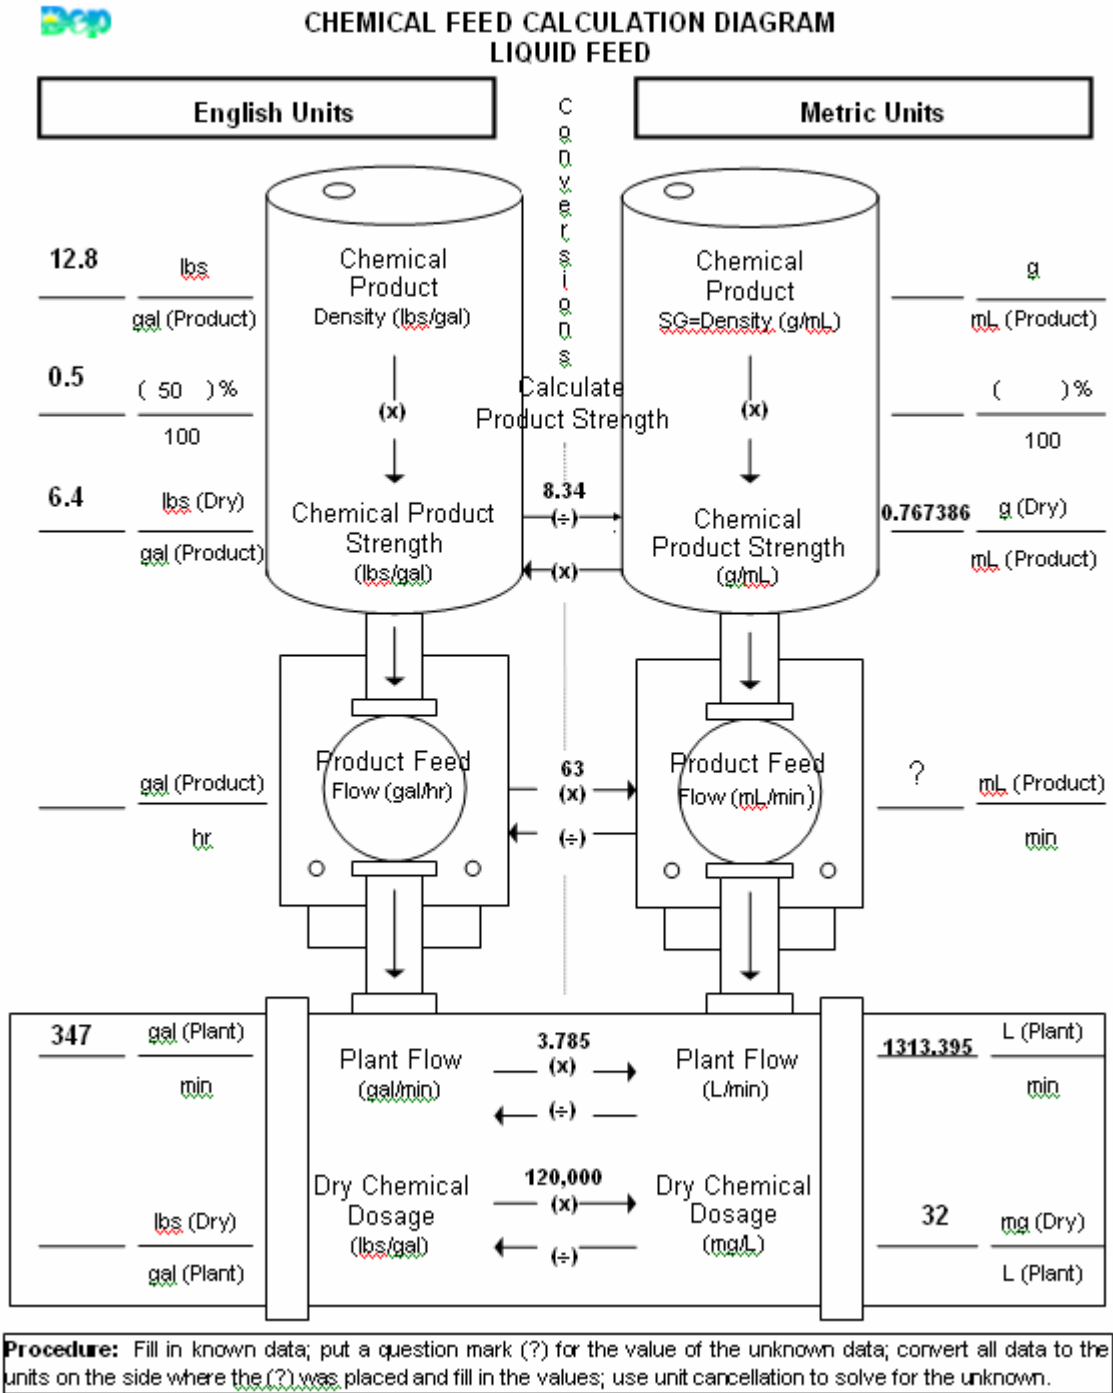 Dep
CHEMICAL FEED CALCULATION DIAGRAM
LIQUID FEED
English Units
Conversions
Metric Units
12.8
lbs
gal (Product)
Chemical
Product
Density (lbs/gal)
Chemical
Product
SG=Density (g/mL)
g
mL (Product)
0.5
( 50 ) %
100
(x)
Calculate
Product Strength
(x)
( ) %
100
6.4
lbs (Dry)
gal (Product)
Chemical Product
Strength
(lbs/gal)
8.34
(÷)
(x)
Chemical
Product Strength
(g/mL)
0.767386
g (Dry)
mL (Product)
gal (Product)
hr
Product Feed
Flow (gal/hr)
63
(x)
(÷)
Product Feed
Flow (mL/min)
?
mL (Product)
min
347
gal (Plant)
min
Plant Flow
(gal/min)
3.785
(x)
(÷)
Plant Flow
(L/min)
1313.395
L (Plant)
min
lbs (Dry)
gal (Plant)
Dry Chemical
Dosage
(lbs/gal)
120,000
(x)
(÷)
Dry Chemical
Dosage
(mg/L)
32
mg (Dry)
L (Plant)
Procedure: Fill in known data; put a question mark (?) for the value of the unknown data; convert all data to the
units on the side where the (?) was placed and fill in the values; use unit cancellation to solve for the unknown.